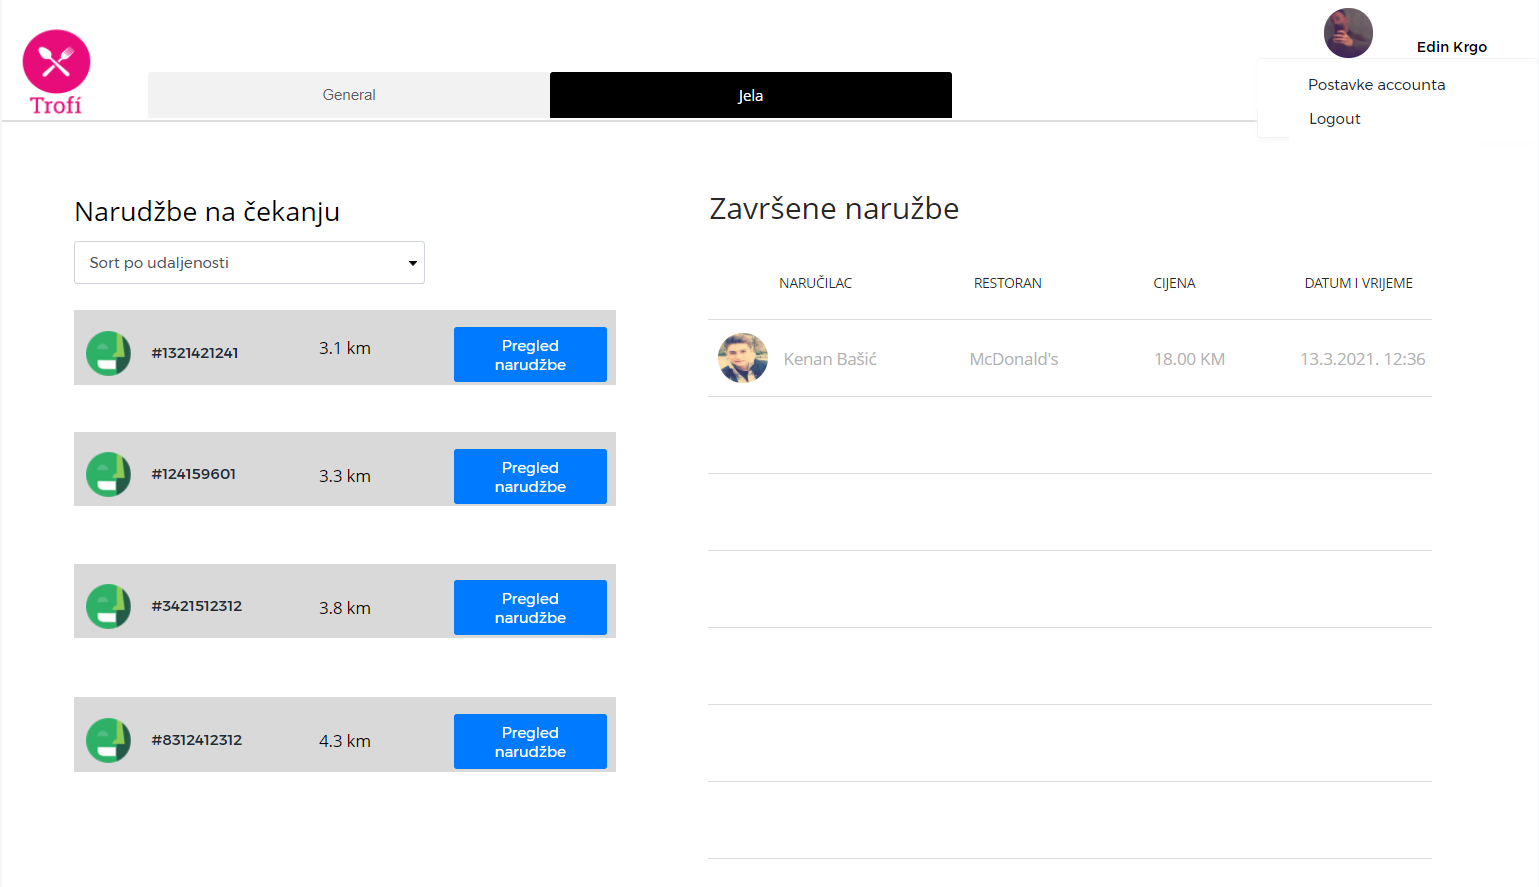 Trofí
General
Jela
Edin Krgo
Postavke accounta
Logout
Narudžbe na čekanju
Sort po udaljenosti
#1321421241
3.1 km
Pregled
narudžbe
#124159601
3.3 km
Pregled
narudžbe
#3421512312
3.8 km
Pregled
narudžbe
#8312412312
4.3 km
Pregled
narudžbe
Završene naružbe
NARUČILAC RESTORAN CIJENA DATUM I VRIJEME
Kenan Bašić McDonald's 18.00 KM 13.3.2021. 12:36